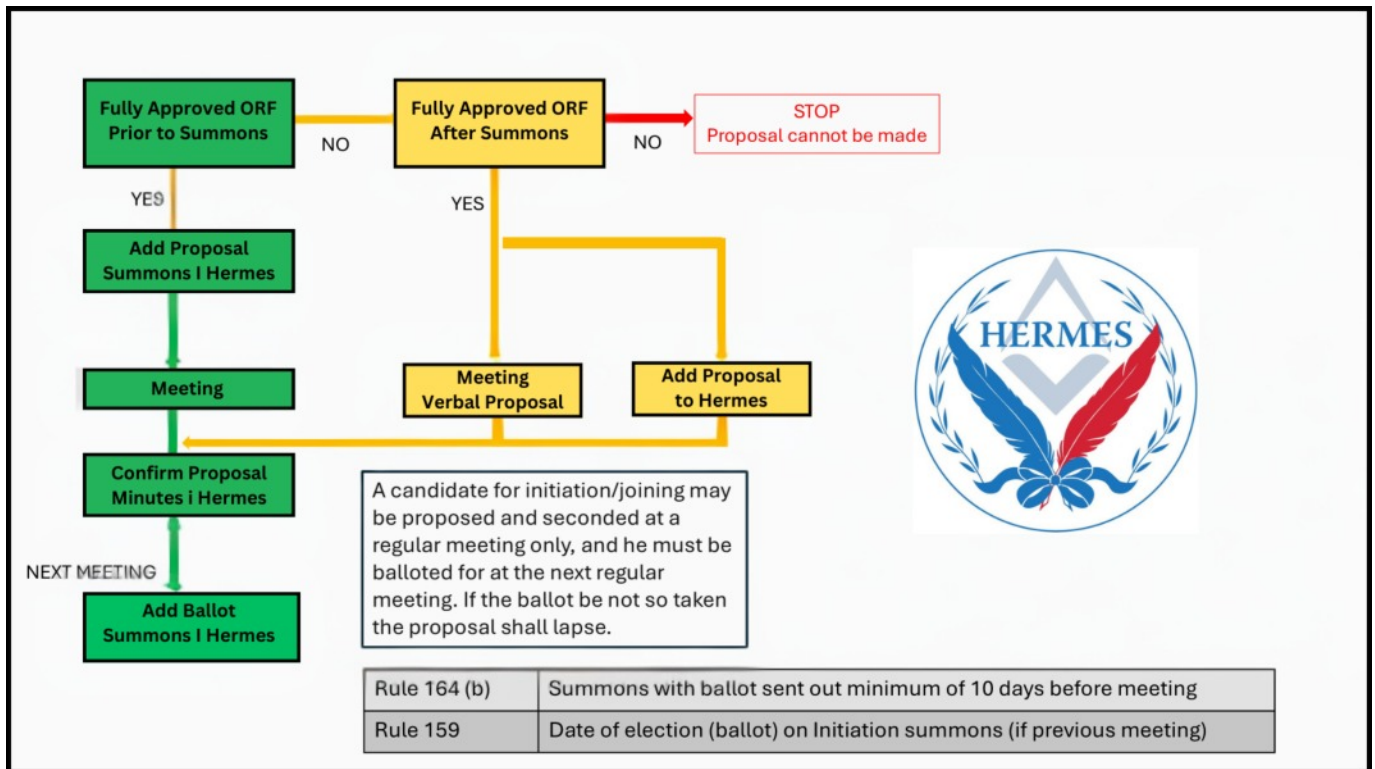 Fully Approved ORF
Prior to Summons
NO
Fully Approved ORF
After Summons
NO
STOP
Proposal cannot be made
YES
YES
Add Proposal
Summons I Hermes
Meeting
Meeting
Verbal Proposal
Add Proposal
to Hermes
HERMES
Confirm Proposal
Minutes i Hermes
A candidate for initiation/joining may
be proposed and seconded at a
regular meeting only, and he must be
balloted for at the next regular
meeting. If the ballot be not so taken
the proposal shall lapse.
NEXT MEETING
Add Ballot
Summons I Hermes
Rule 164 (b) Summons with ballot sent out minimum of 10 days before meeting
Rule 159 Date of election (ballot) on Initiation summons (if previous meeting)